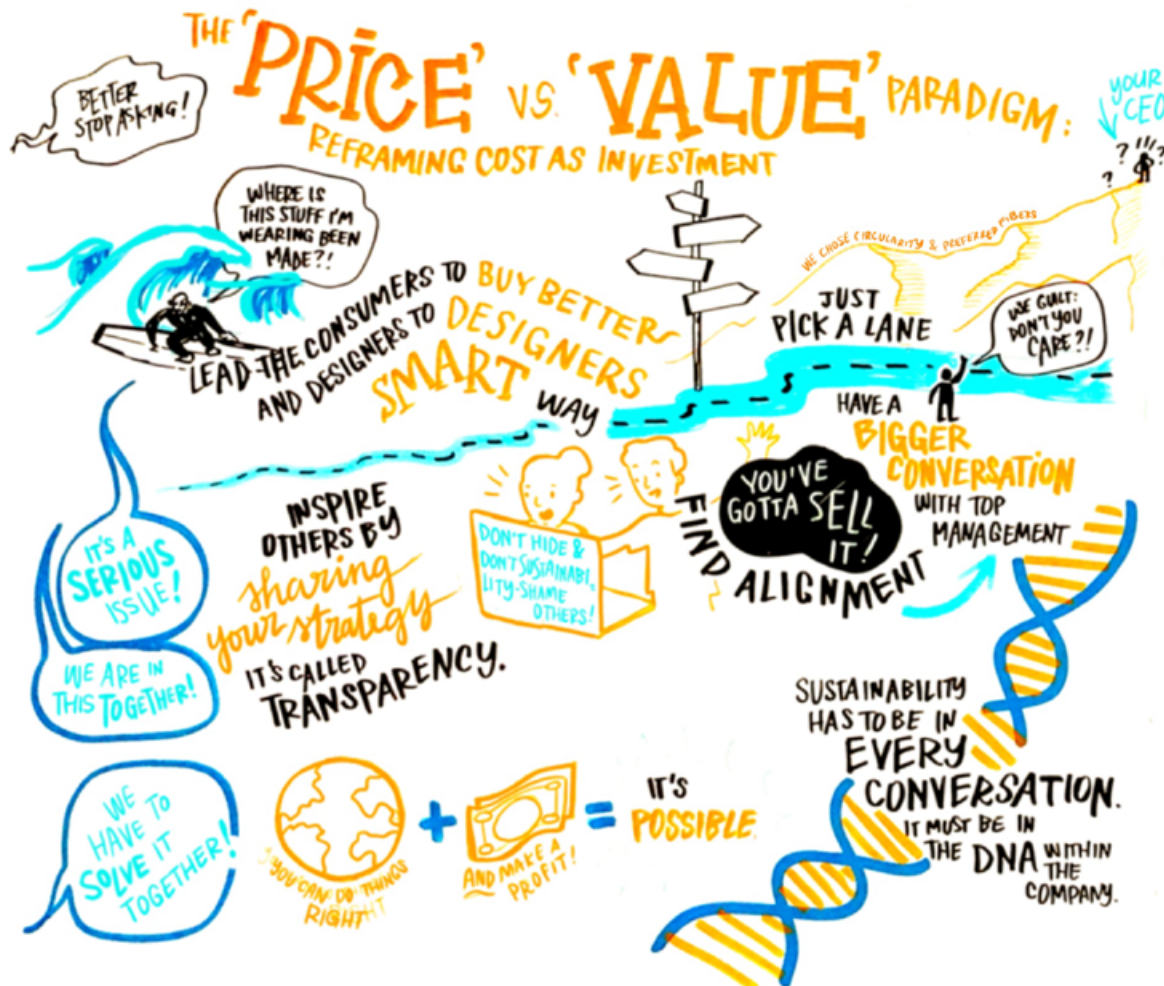 THE 'PRICE' VS. 'VALUE' PARADIGM:
REFRAMING COST AS INVESTMENT
BETTER
STOP ASKING!
YOUR
CEO
? ?
?
WHERE IS
THIS STUFF I'M
WEARING BEEN
MADE?!
WE CHOSE CIRCULARITY & PREFERRED FIBERS
LEAD THE CONSUMERS TO BUY BETTER
AND DESIGNERS TO DESIGNERS
SMART WAY
JUST
PICK A LANE
WE GUILT:
DON'T YOU
CARE?!
HAVE A
BIGGER
CONVERSATION
WITH TOP
MANAGEMENT
YOU'VE
GOTTA SELL
IT!
FIND ALIGNMENT
INSPIRE
OTHERS BY
sharing
your strategy
IT'S CALLED
TRANSPARENCY.
DON'T HIDE &
DON'T SUSTAINABI,
LITY-SHAME
OTHERS!
IT'S A
SERIOUS
ISSUE!
WE ARE IN
THIS TOGETHER!
WE
HAVE TO
SOLVE IT
TOGETHER!
YOU CAN DO THINGS
RIGHT
+
AND MAKE A
PROFIT!
=
IT'S
POSSIBLE.
SUSTAINABILITY
HAS TO BE IN
EVERY
CONVERSATION.
IT MUST BE IN
THE DNA WITHIN
THE
COMPANY.